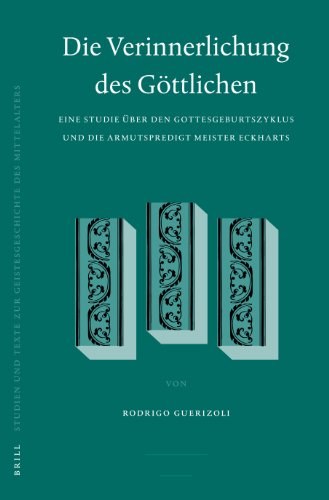 Die Verinnerlichung
des Göttlichen
EINE STUDIE ÜBER DEN GOTTESGEBURTSZYKLUS
UND DIE ARMUTSPREDIGT MEISTER ECKHARTS
VON
RODRIGO GUERIZOLI
BRILL
STUDIEN UND TEXTE ZUR GEISTESGESCHICHTE DES MITTELALTERS